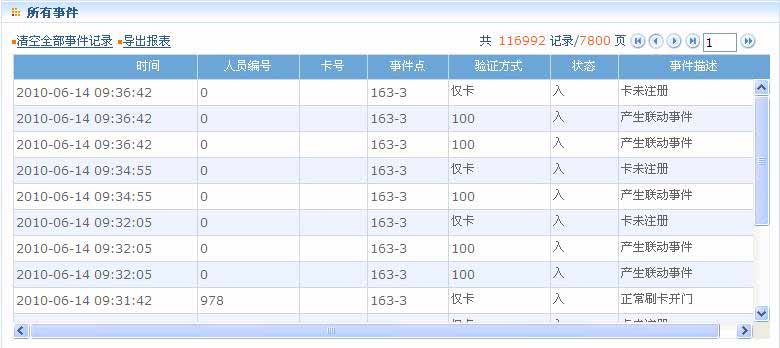 所有事件
清空全部事件记录 导出报表 共 116992 记录/7800 页 1
时间 人员编号 卡号 事件点 验证方式 状态 事件描述
2010-06-14 09:36:42 0 163-3 仅卡 入 卡未注册
2010-06-14 09:36:42 0 163-3 100 入 产生联动事件
2010-06-14 09:36:42 0 163-3 100 入 产生联动事件
2010-06-14 09:34:55 0 163-3 仅卡 入 卡未注册
2010-06-14 09:34:55 0 163-3 100 入 产生联动事件
2010-06-14 09:32:05 0 163-3 仅卡 入 卡未注册
2010-06-14 09:32:05 0 163-3 100 入 产生联动事件
2010-06-14 09:32:05 0 163-3 100 入 产生联动事件
2010-06-14 09:31:42 978 163-3 仅卡 入 正常刷卡开门
仅卡 入 卡未注册